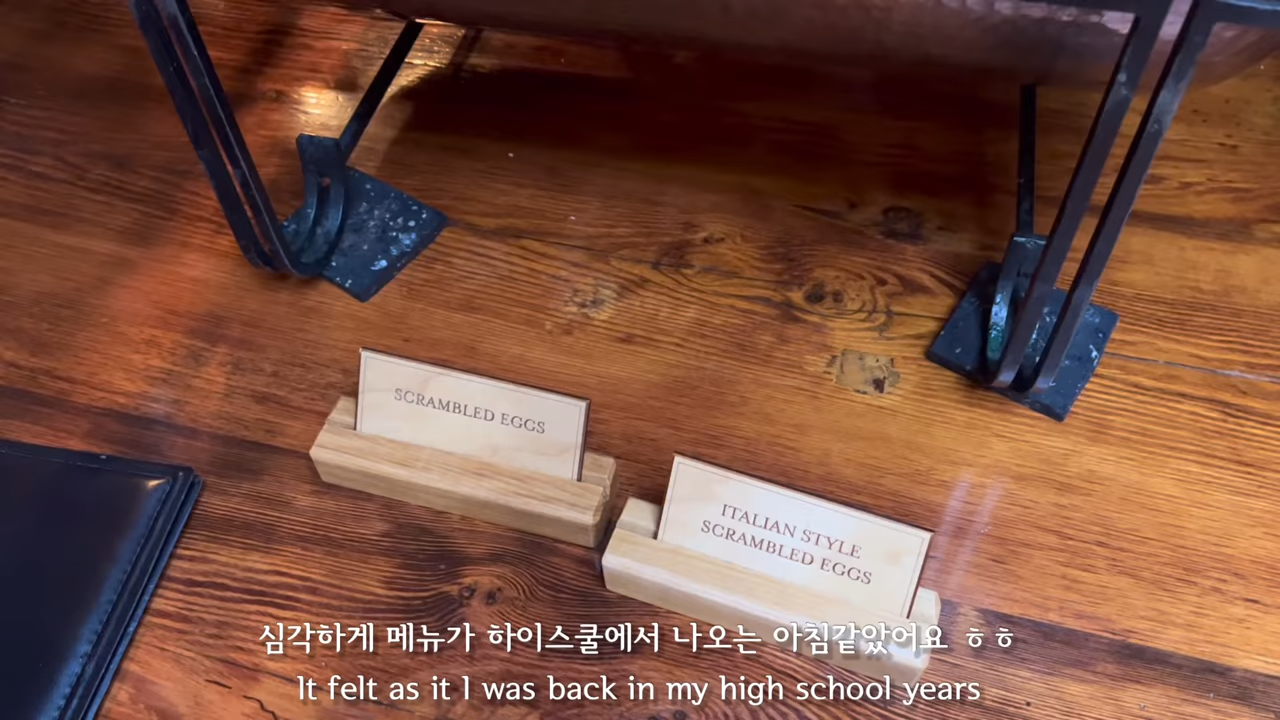 SCRAMBLED EGGS
ITALIAN STYLE
SCRAMBLED EGGS
심각하게 메뉴가 하이스쿨에서 나오는 아침같았어요 ㅎㅎ
It felt as it I was back in my high school years